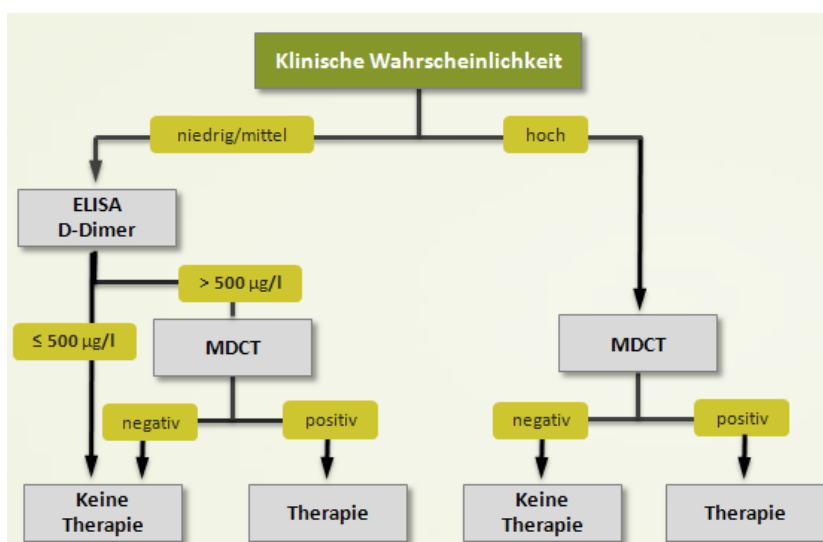 Klinische Wahrscheinlichkeit
niedrig/mittel
hoch
ELISA
D-Dimer
> 500 µg/l
≤ 500 µg/l
MDCT
MDCT
negativ
positiv
negativ
positiv
Keine
Therapie
Therapie
Keine
Therapie
Therapie